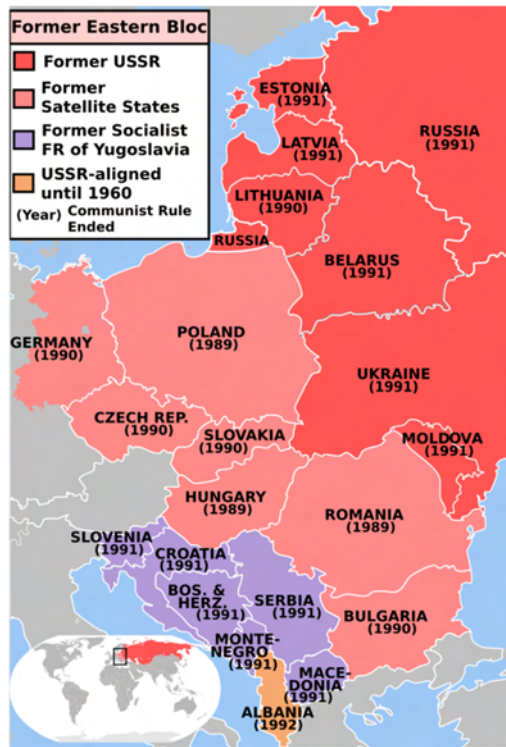 Former Eastern Bloc
Former USSR
Former
Satellite States
Former Socialist
FR of Yugoslavia
USSR-aligned
until 1960
(Year) Communist Rule
Ended
ESTONIA
(1991)
RUSSIA
(1991)
LATVIA
(1991)
LITHUANIA
(1990)
RUSSIA
BELARUS
(1991)
GERMANY
(1990)
POLAND
(1989)
UKRAINE
(1991)
CZECH REP.
(1990)
SLOVAKIA
(1990)
MOLDOVA
(1991)
HUNGARY
(1989)
ROMANIA
(1989)
SLOVENIA
(1991)
CROATIA
(1991)
BOS. &
HERZ.
(1991)
SERBIA
(1991)
BULGARIA
(1990)
MONTE-
NEGRO
(1991)
MACE-
DONIA
(1991)
ALBANIA
(1992)